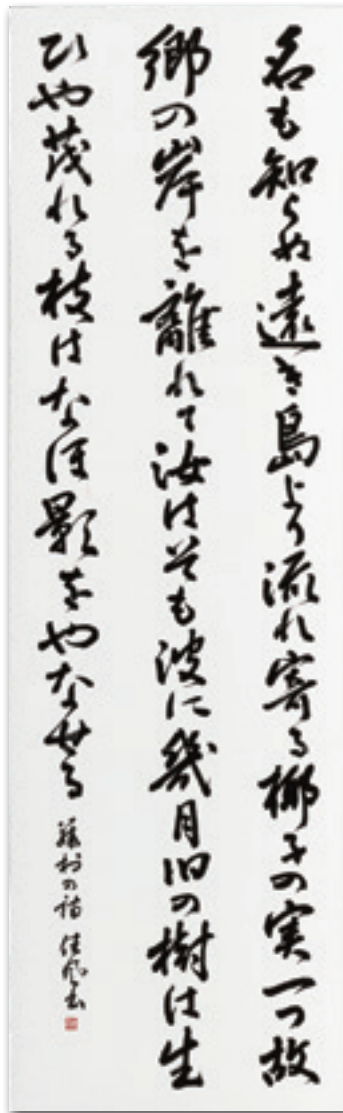 名も知らぬ遠き島より流れ寄る椰子の実一つ故
郷の岸を離れて汝はそも波に幾月旧の樹は生
ひや茂れる枝はなほ影をやなせる
藤村の詩 佳風書